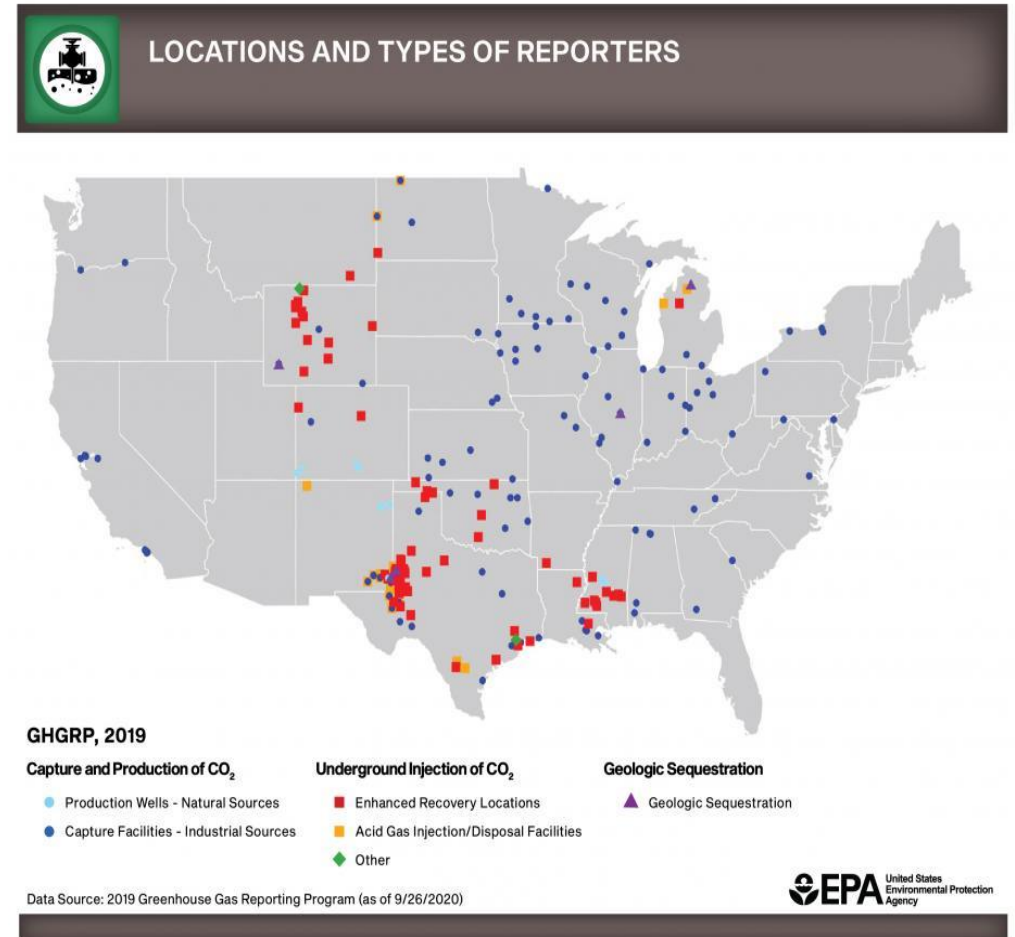 LOCATIONS AND TYPES OF REPORTERS
GHGRP, 2019
Capture and Production of CO₂
Production Wells - Natural Sources
Capture Facilities - Industrial Sources
Underground Injection of CO₂
Enhanced Recovery Locations
Acid Gas Injection/Disposal Facilities
Other
Geologic Sequestration
Geologic Sequestration
Data Source: 2019 Greenhouse Gas Reporting Program (as of 9/26/2020)
EPA
United States
Environmental Protection
Agency